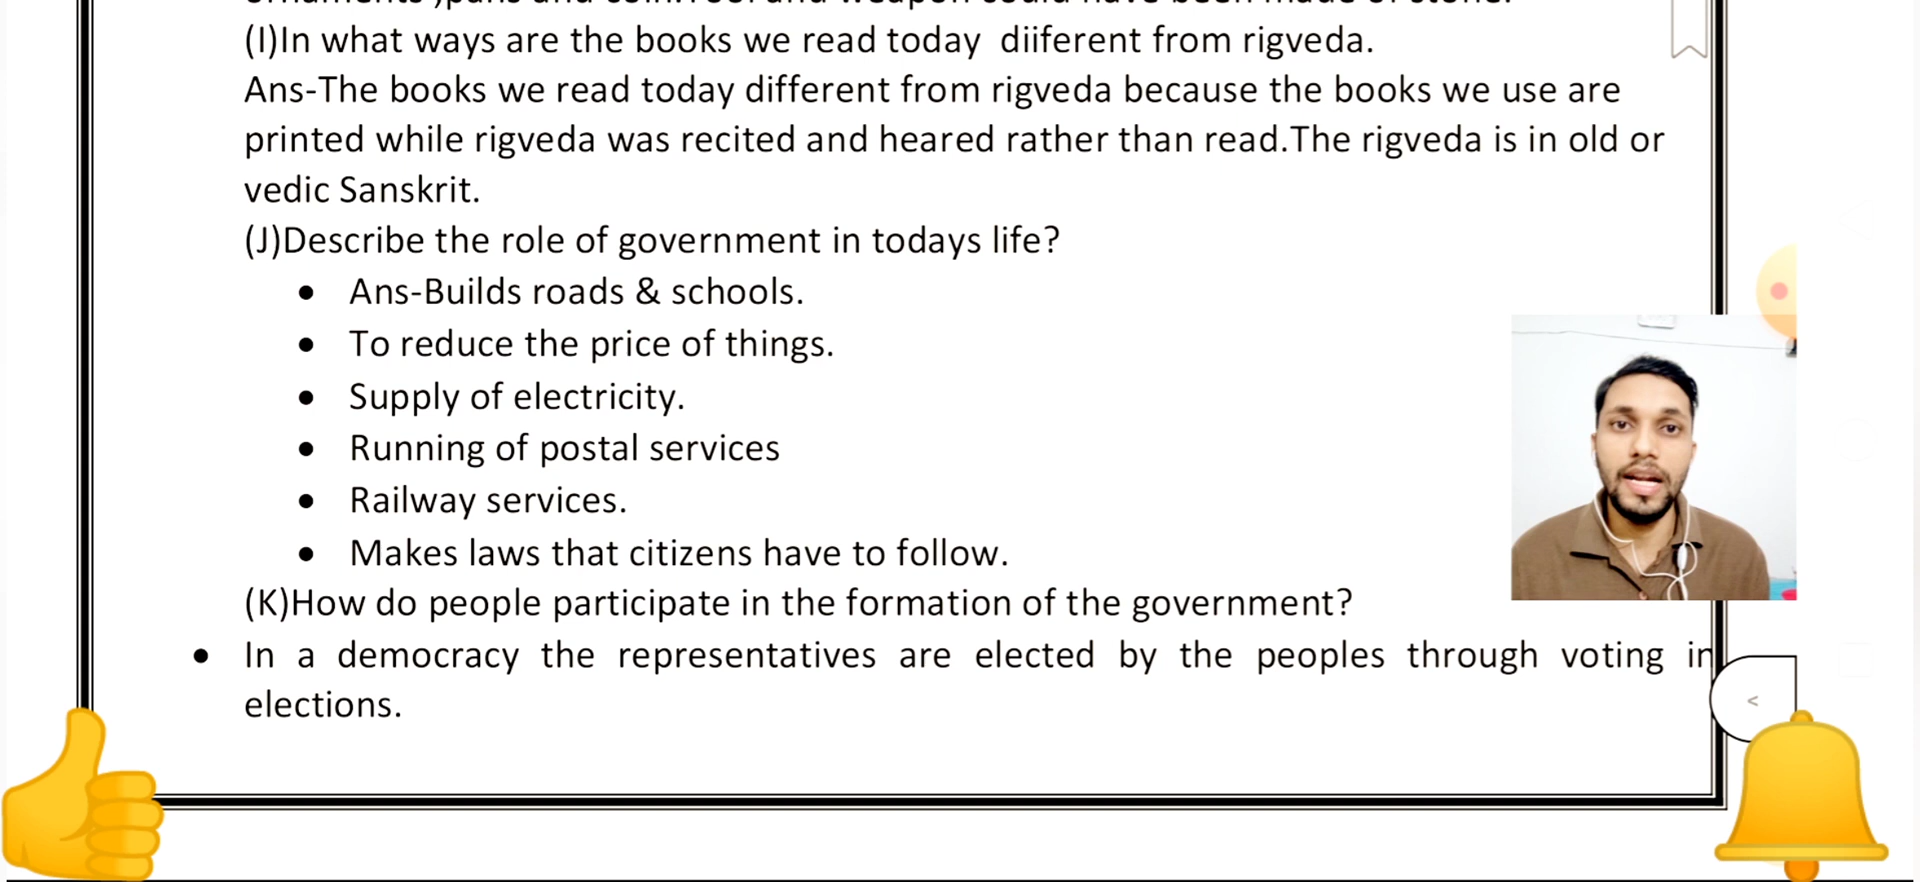 (I)In what ways are the books we read today diiferent from rigveda.
Ans-The books we read today different from rigveda because the books we use are
printed while rigveda was recited and heared rather than read.The rigveda is in old or
vedic Sanskrit.
(J)Describe the role of government in todays life?
• Ans-Builds roads & schools.
• To reduce the price of things.
• Supply of electricity.
• Running of postal services
• Railway services.
• Makes laws that citizens have to follow.
(K)How do people participate in the formation of the government?
• In a democracy the representatives are elected by the peoples through voting in
elections.
<